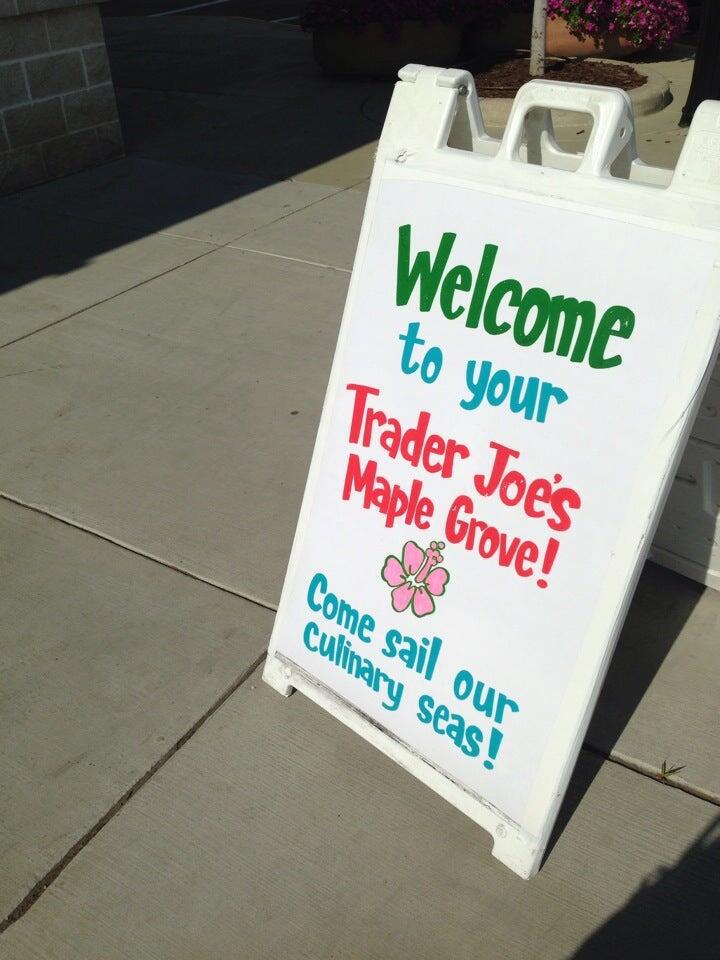 Welcome
to your
Trader Joe's
Maple Grove!
Come sail our
Culinary seas!